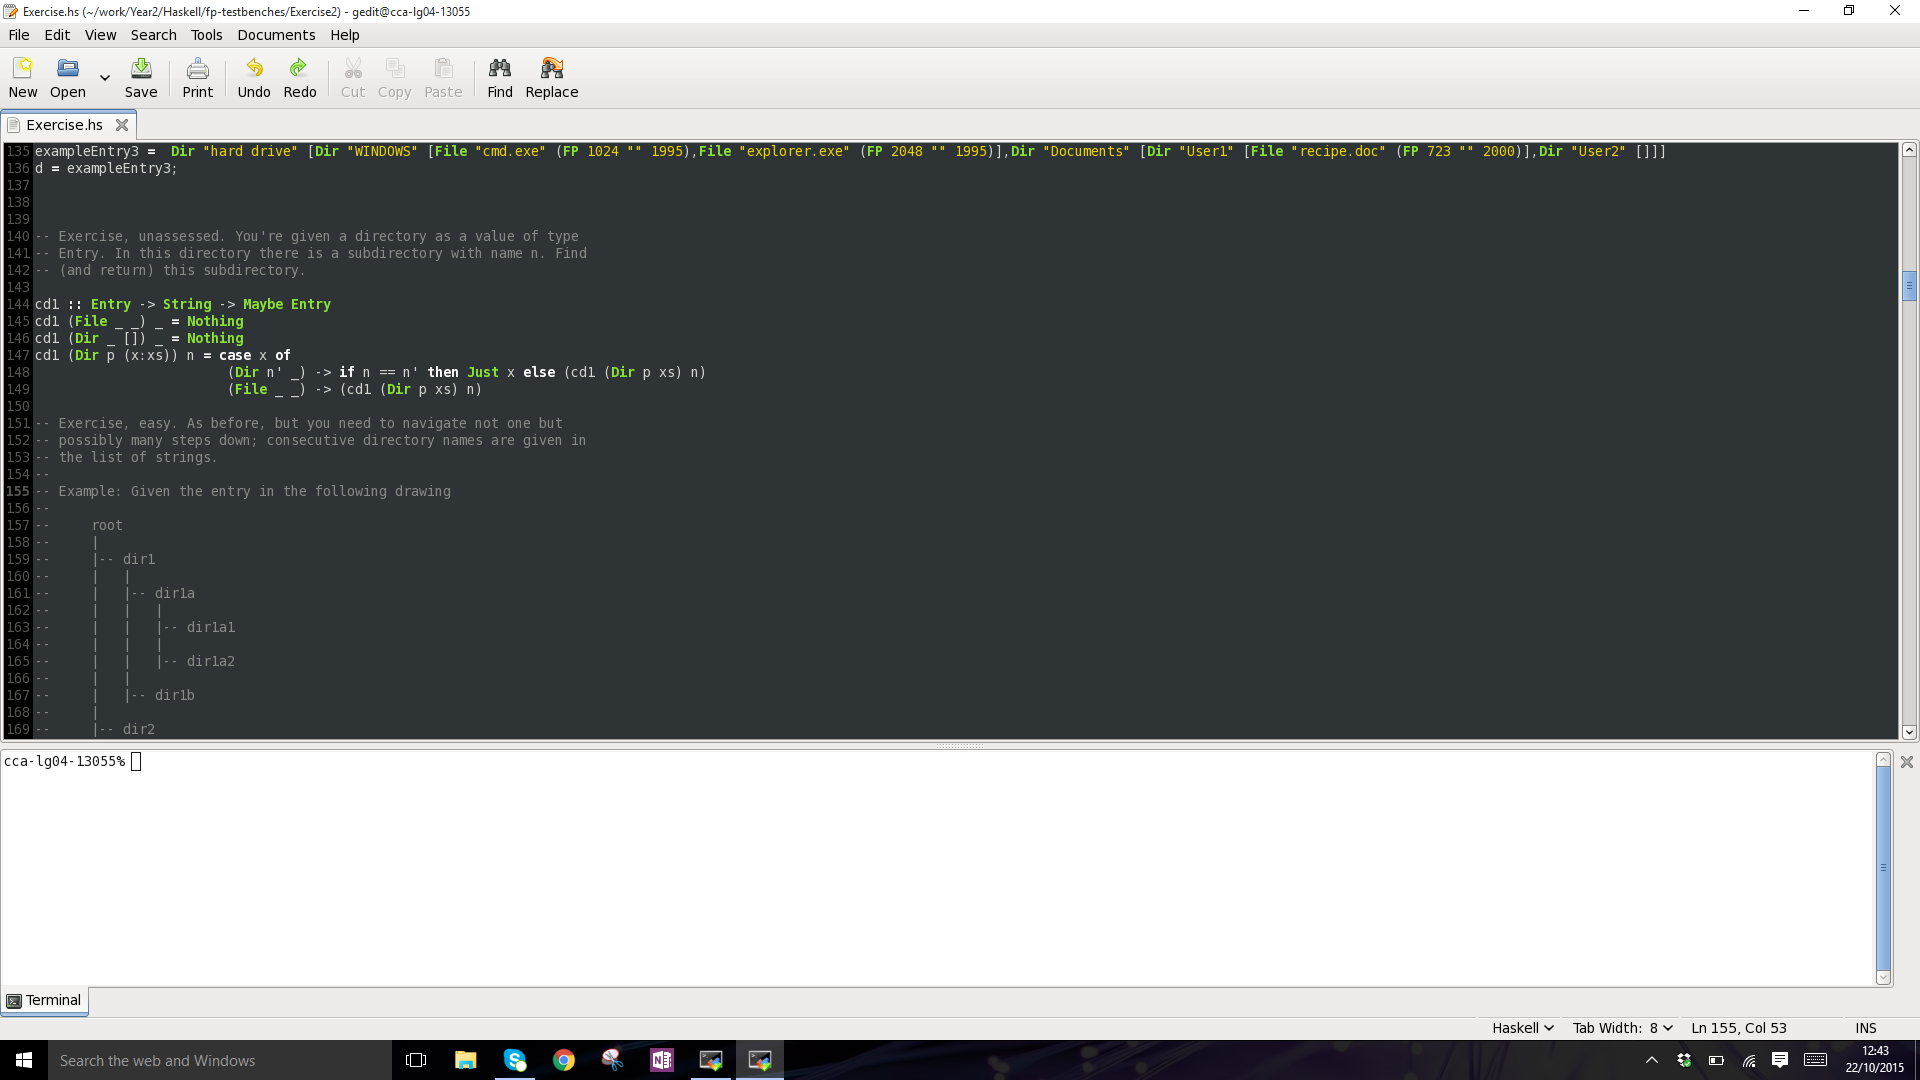 Exercise.hs (~/work/Year2/Haskell/fp-testbenches/Exercise2) - gedit@cca-lg04-13055
File Edit View Search Tools Documents Help
New Open Save Print Undo Redo Cut Copy Paste Find Replace
Exercise.hs
135 exampleEntry3 =  Dir "hard drive" [Dir "WINDOWS" [File "cmd.exe" (FP 1024 "" 1995),File "explorer.exe" (FP 2048 "" 1995)],Dir "Documents" [Dir "User1" [File "recipe.doc" (FP 723 "" 2000)],Dir "User2" []]]
136 d = exampleEntry3;
137
138
139
140 -- Exercise, unassessed. You're given a directory as a value of type
141 -- Entry. In this directory there is a subdirectory with name n. Find
142 -- (and return) this subdirectory.
143
144 cd1 :: Entry -> String -> Maybe Entry
145 cd1 (File _ _) _ = Nothing
146 cd1 (Dir _ []) _ = Nothing
147 cd1 (Dir p (x:xs)) n = case x of
148                         (Dir n' _) -> if n == n' then Just x else (cd1 (Dir p xs) n)
149                         (File _ _) -> (cd1 (Dir p xs) n)
150
151 -- Exercise, easy. As before, but you need to navigate not one but
152 -- possibly many steps down; consecutive directory names are given in
153 -- the list of strings.
154 --
155 -- Example: Given the entry in the following drawing
156 --
157 --     root
158 --     |
159 --     |-- dir1
160 --     |   |
161 --     |   |-- dir1a
162 --     |   |   |
163 --     |   |   |-- dir1a1
164 --     |   |   |
165 --     |   |   |-- dir1a2
166 --     |   |
167 --     |   |-- dir1b
168 --     |
169 --     |-- dir2
cca-lg04-13055%
Terminal
Haskell Tab Width: 8 Ln 155, Col 53 INS
Search the web and Windows
12:43
22/10/2015